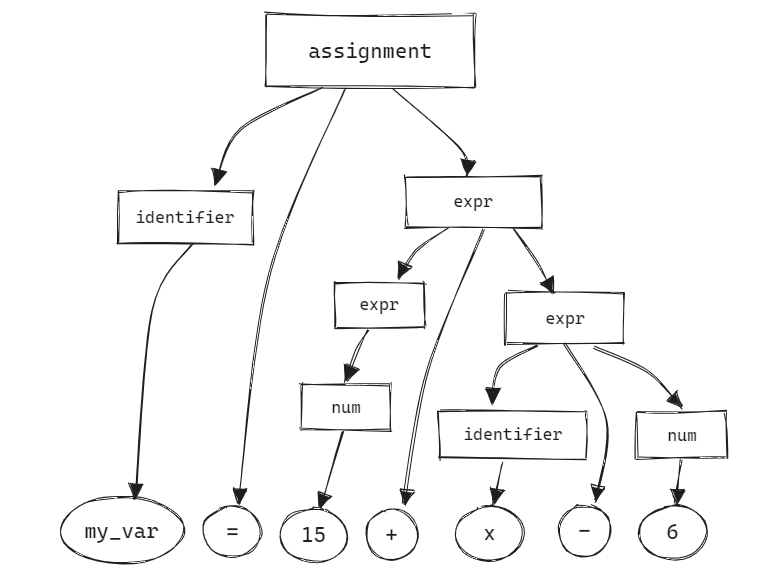 assignment
identifier
expr
expr
expr
num
identifier
num
my_var
=
15
+
x
-
6